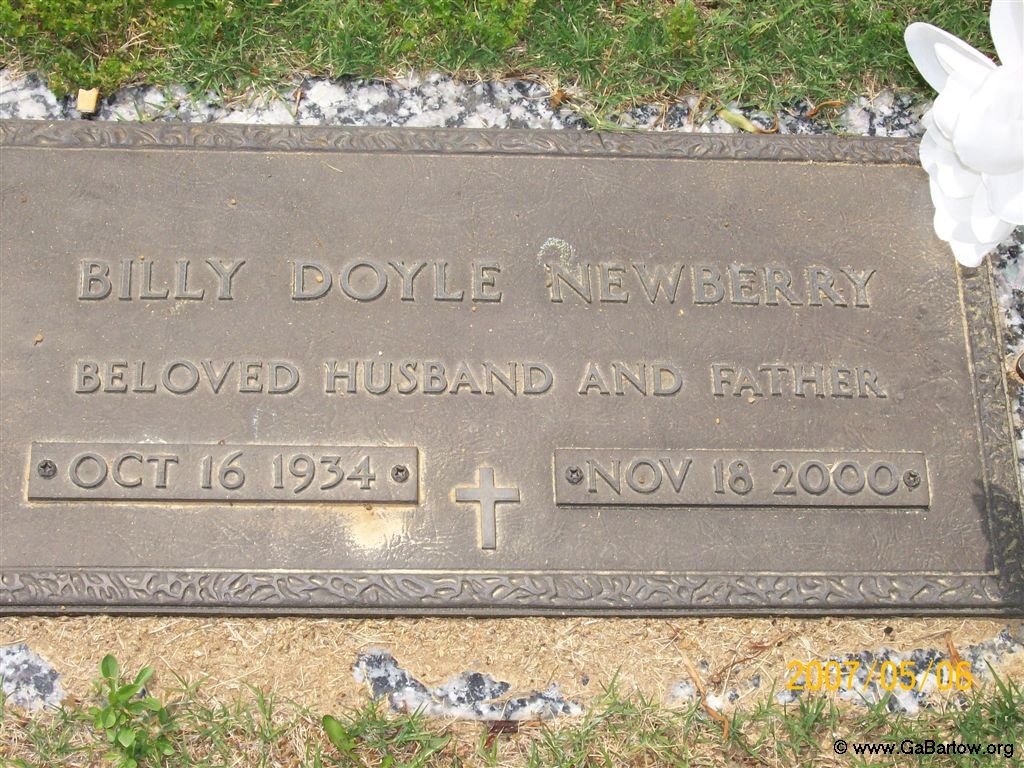 BILLY DOYLE NEWBERRY
BELOVED HUSBAND AND FATHER
OCT 16 1934 NOV 18 2000
2007/05/06
© www.GaBartow.org